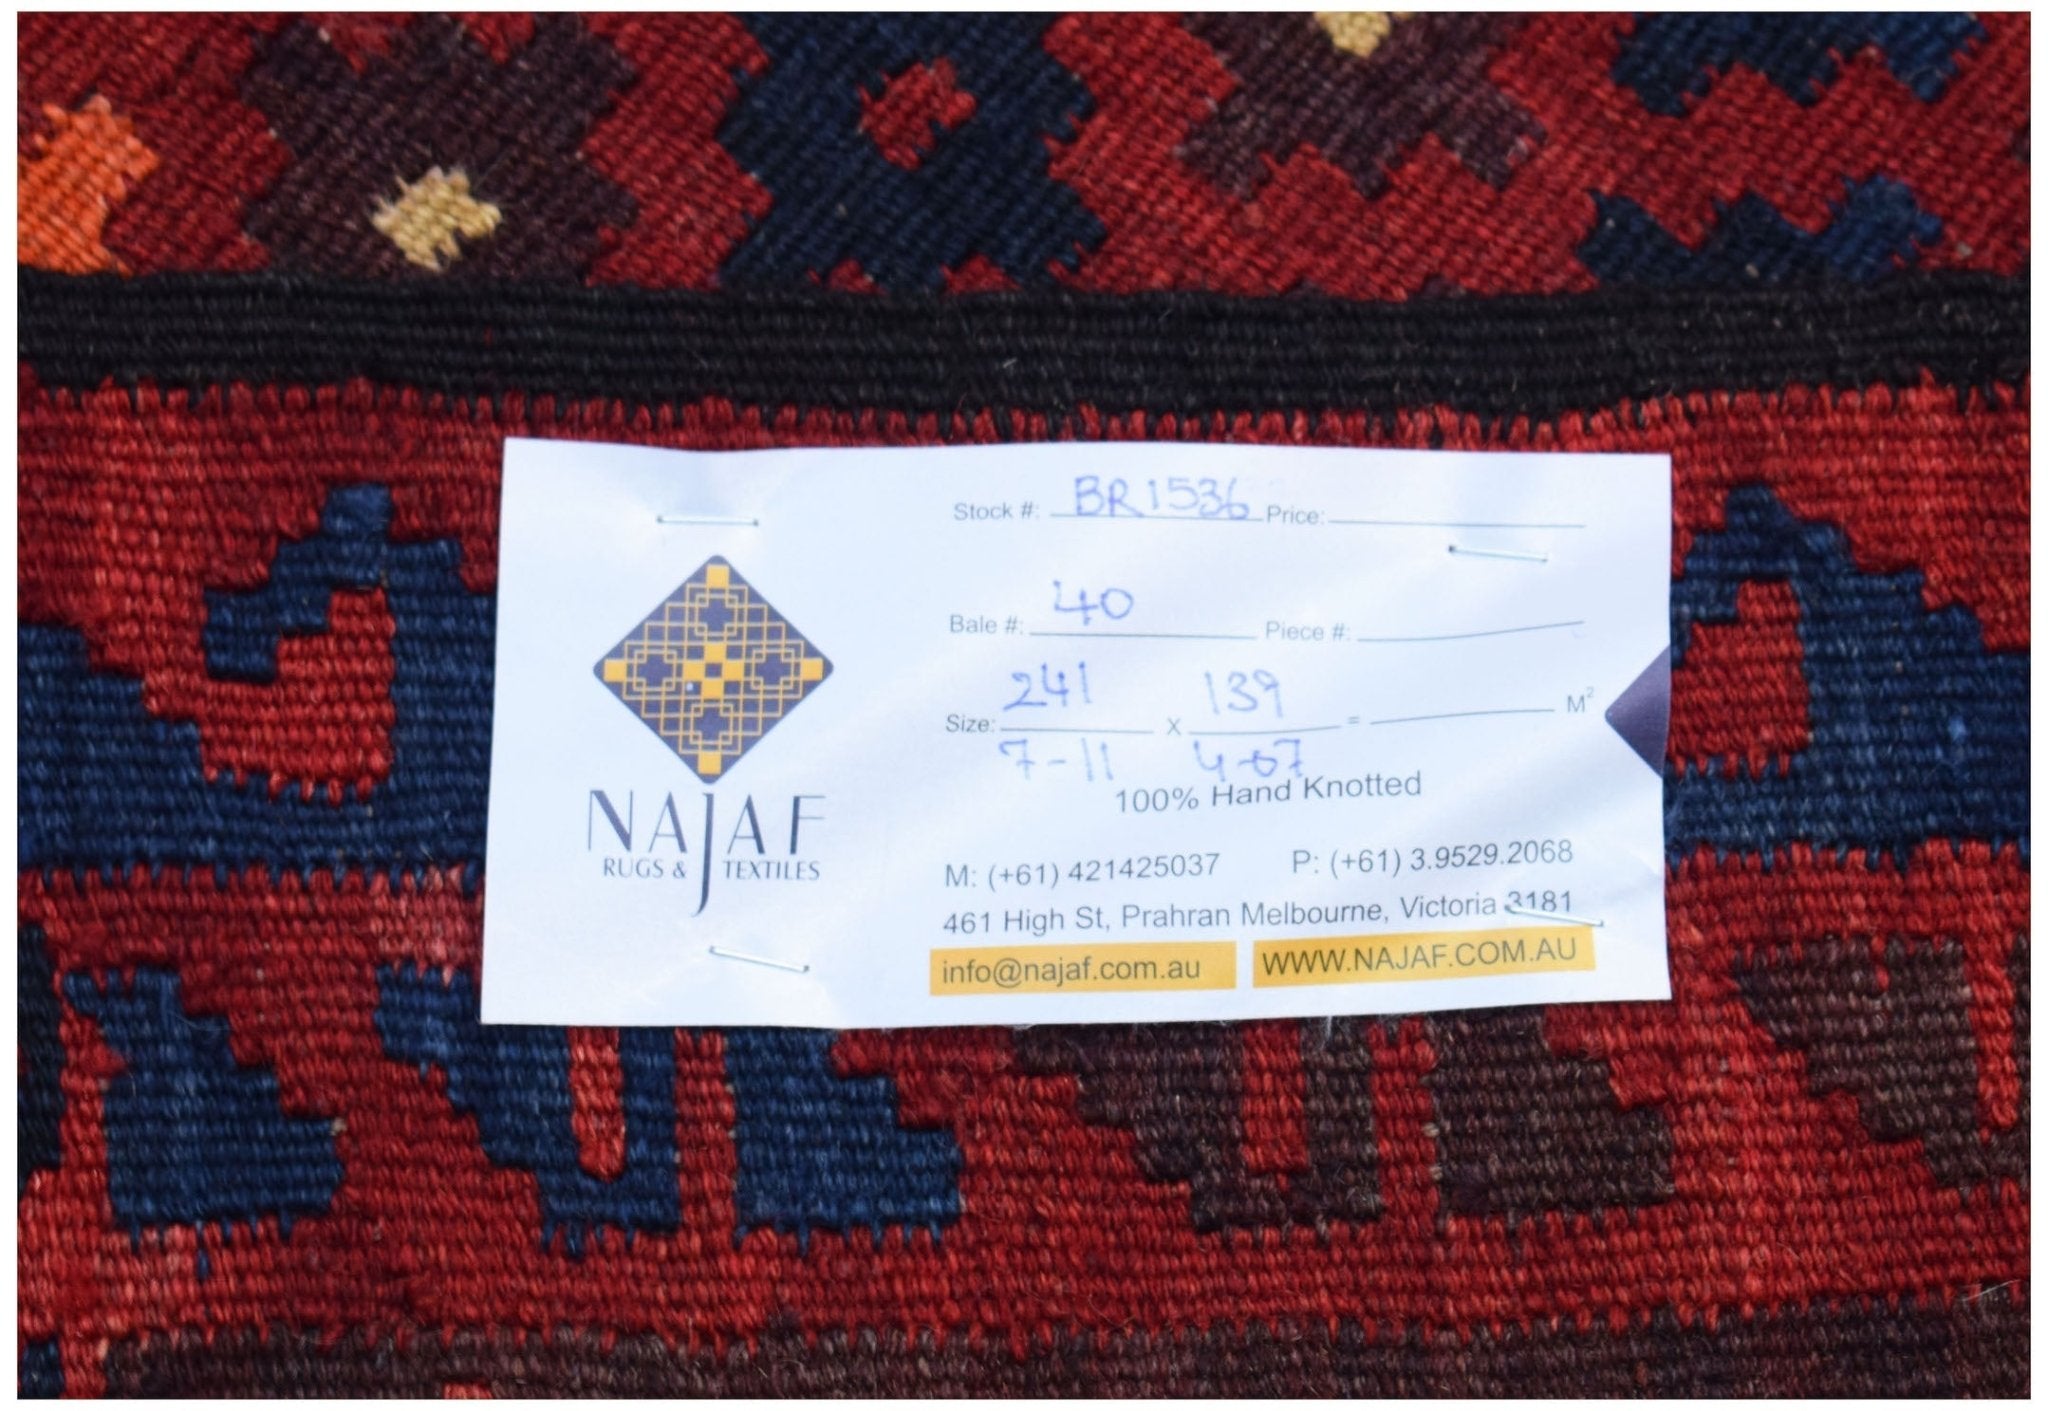 NAJAF
RUGS & TEXTILES
Stock #: BR1536 Price:
Bale #: 40 Piece #:
Size: 241 x 139 = M²
7-11 4-07
100% Hand Knotted
M: (+61) 421425037 P: (+61) 3.9529.2068
461 High St, Prahran Melbourne, Victoria 3181
info@najaf.com.au WWW.NAJAF.COM.AU